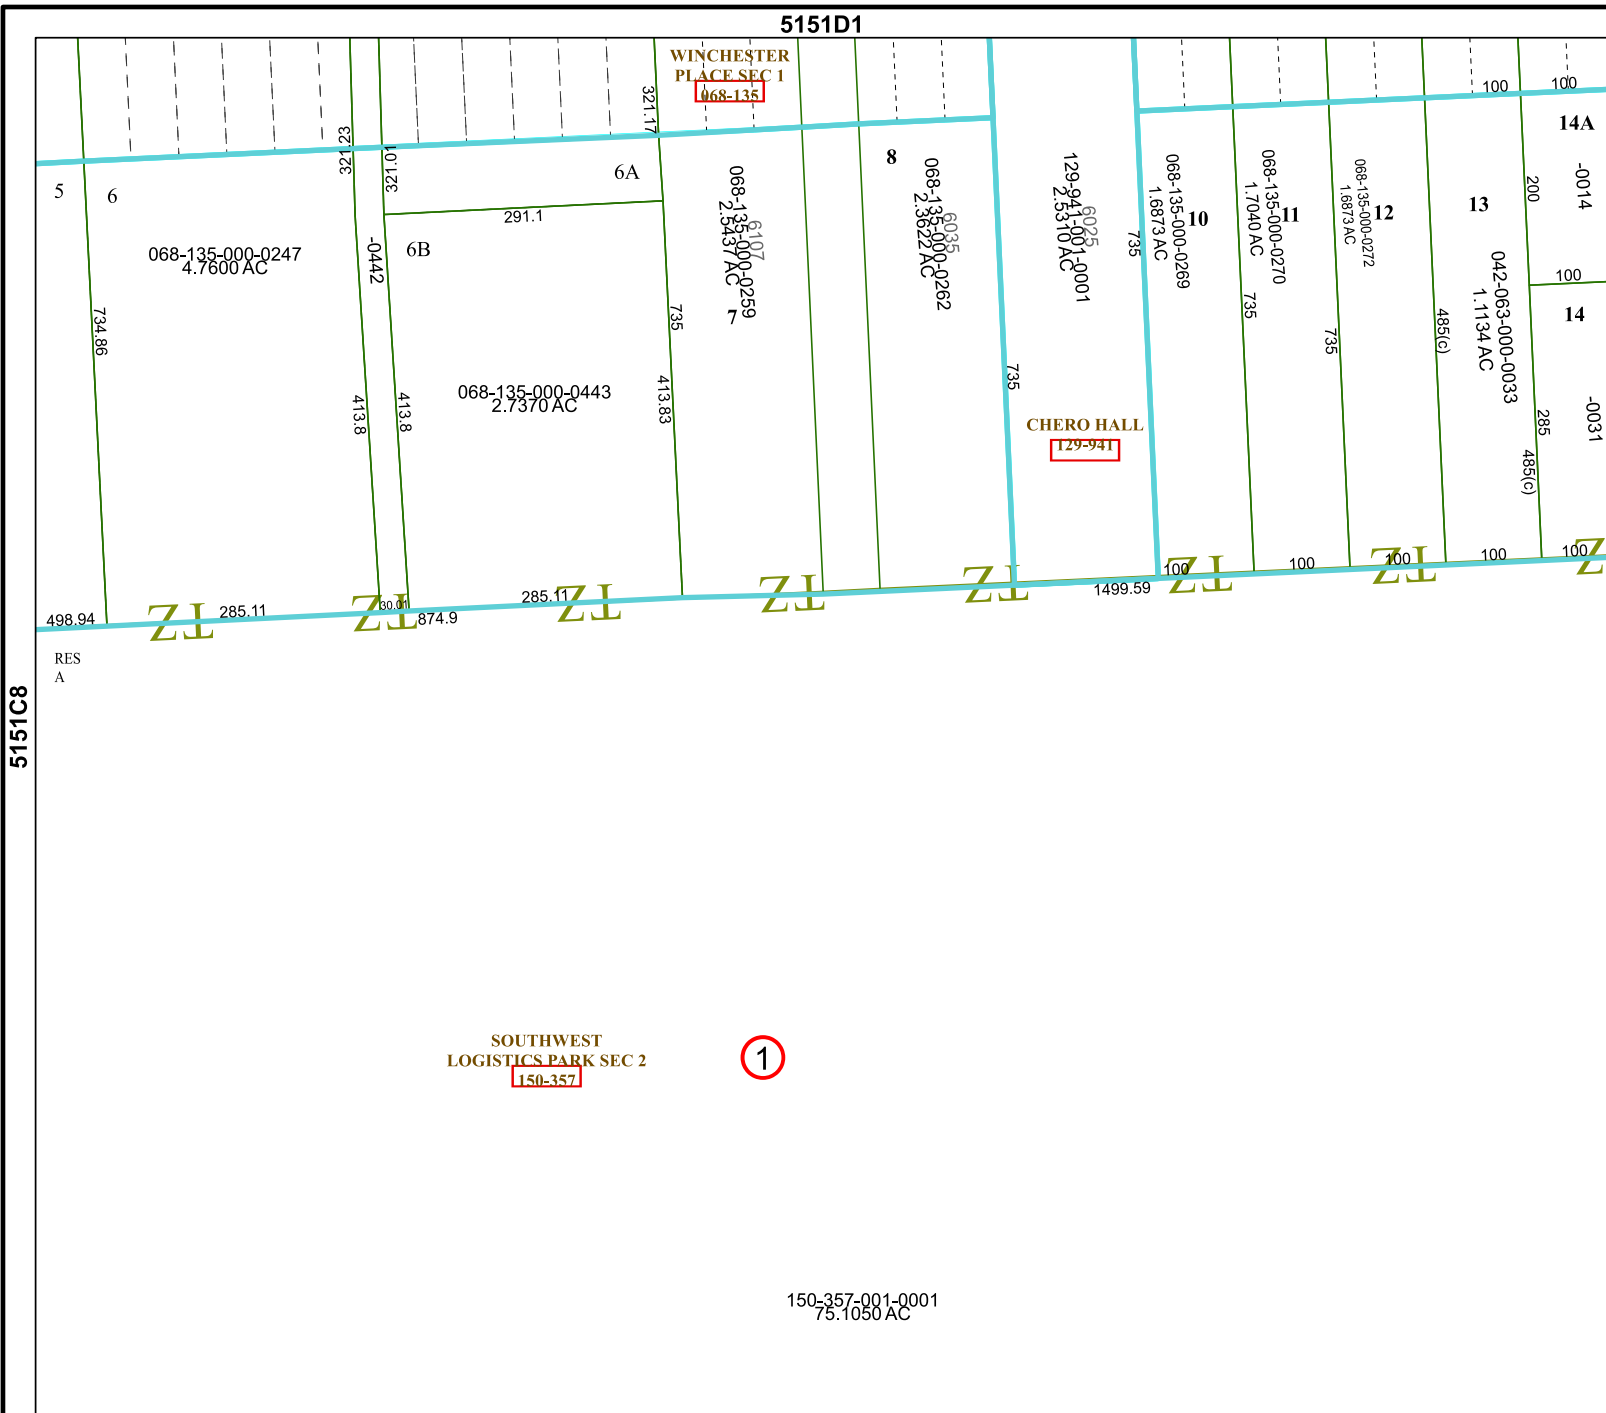 5151D1
WINCHESTER
PLACE SEC 1
068-135
100
100
14A
321.17
321.23
321.01
5
6
6A
8
291.1
6B
068-135-000-0247
4.7600 AC
-0442
6107
068-135-000-0259
2.5437 AC
7
6035
068-135-000-0262
2.3622 AC
6025
129-941-001-0001
2.5310 AC
735
068-135-000-0269
1.6873 AC
10
068-135-000-0270
1.7040 AC
11
068-135-000-0272
1.6873 AC
12
13
200
-0014
042-063-000-0033
1.1134 AC
100
14
734.86
735
735
735
735
485(c)
068-135-000-0443
2.7370 AC
413.8
413.8
413.83
CHERO HALL
129-941
285
485(c)
-0031
498.94
TZ
285.11
TZ
30.01
874.9
285.11
TZ
TZ
TZ
1499.59
100
TZ
100
100
TZ
100
100
Z
RES
A
5151C8
SOUTHWEST
LOGISTICS PARK SEC 2
150-357
1
150-357-001-0001
75.1050 AC